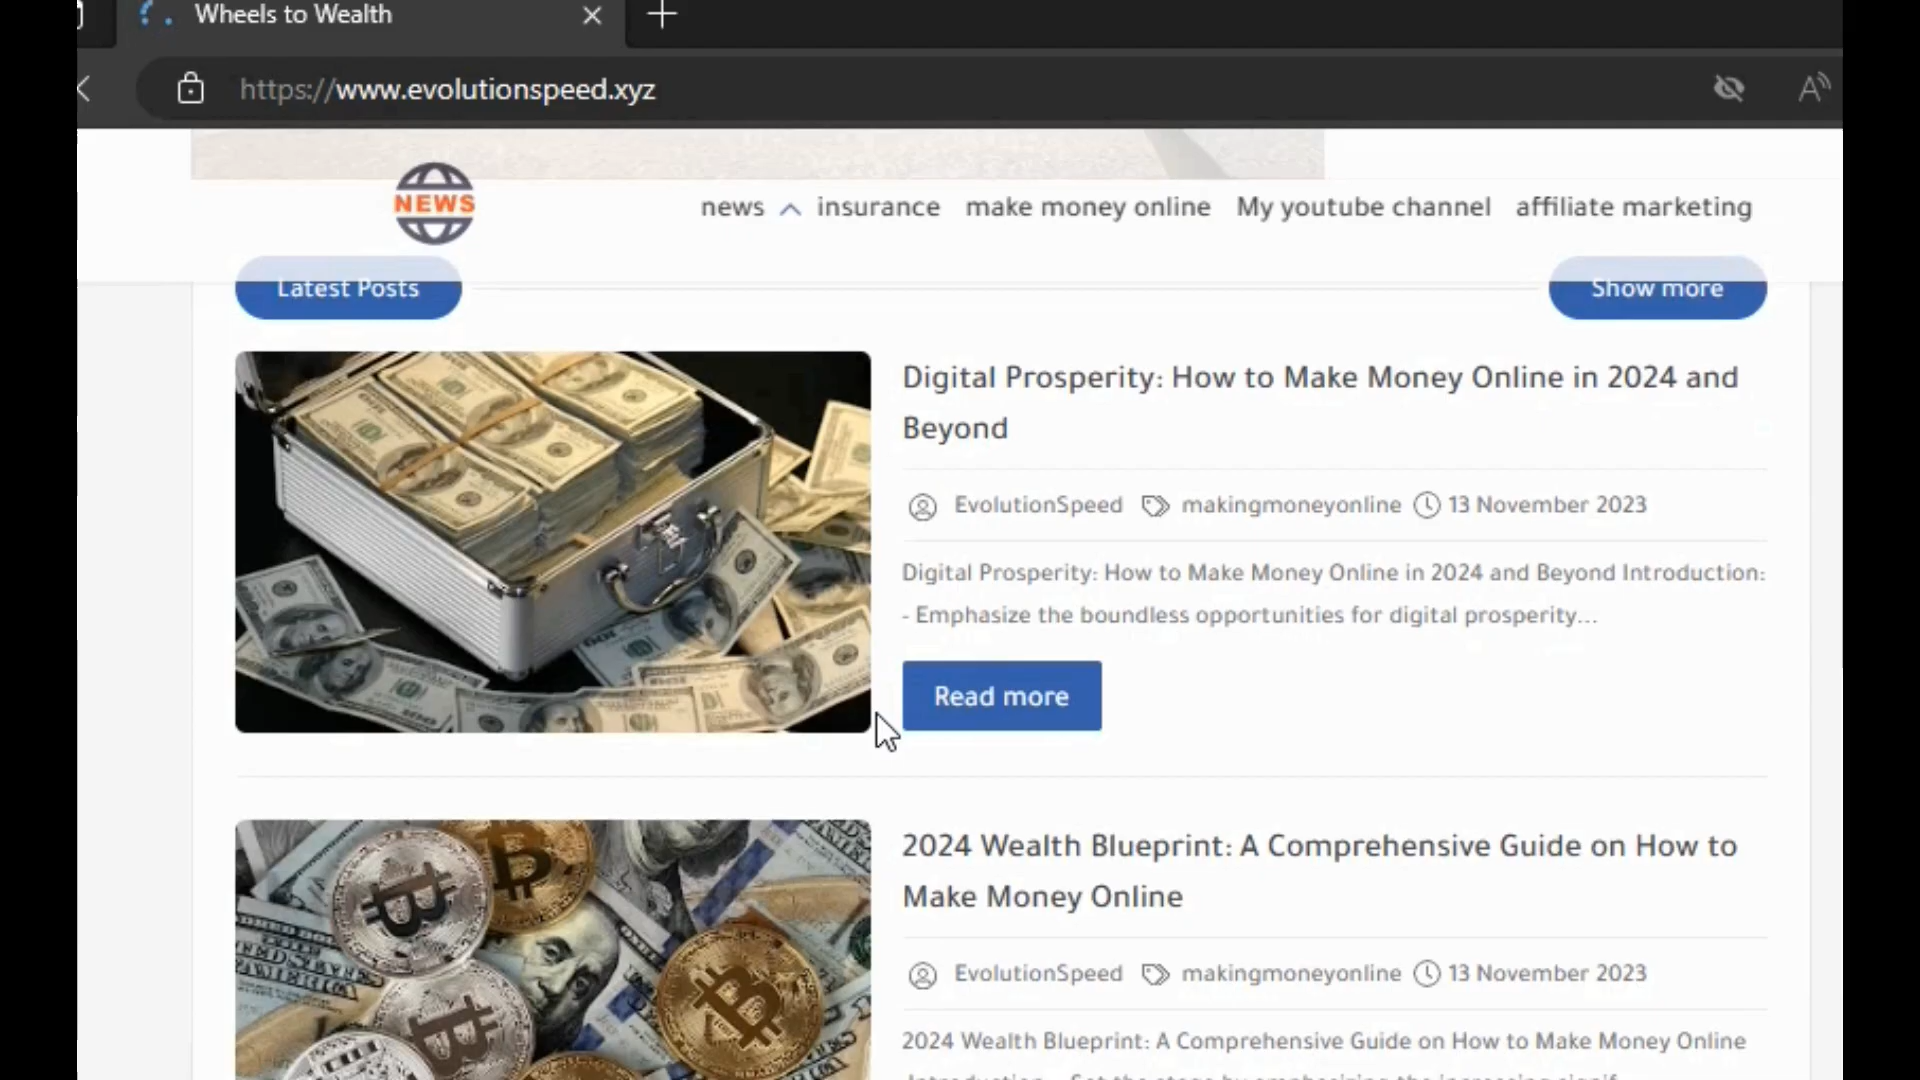 Wheels to Wealth
https://www.evolutionspeed.xyz
NEWS
news insurance make money online My youtube channel affiliate marketing
Latest Posts
Show more
Digital Prosperity: How to Make Money Online in 2024 and
Beyond
EvolutionSpeed makingmoneyonline 13 November 2023
Digital Prosperity: How to Make Money Online in 2024 and Beyond Introduction:
- Emphasize the boundless opportunities for digital prosperity...
Read more
2024 Wealth Blueprint: A Comprehensive Guide on How to
Make Money Online
EvolutionSpeed makingmoneyonline 13 November 2023
2024 Wealth Blueprint: A Comprehensive Guide on How to Make Money Online